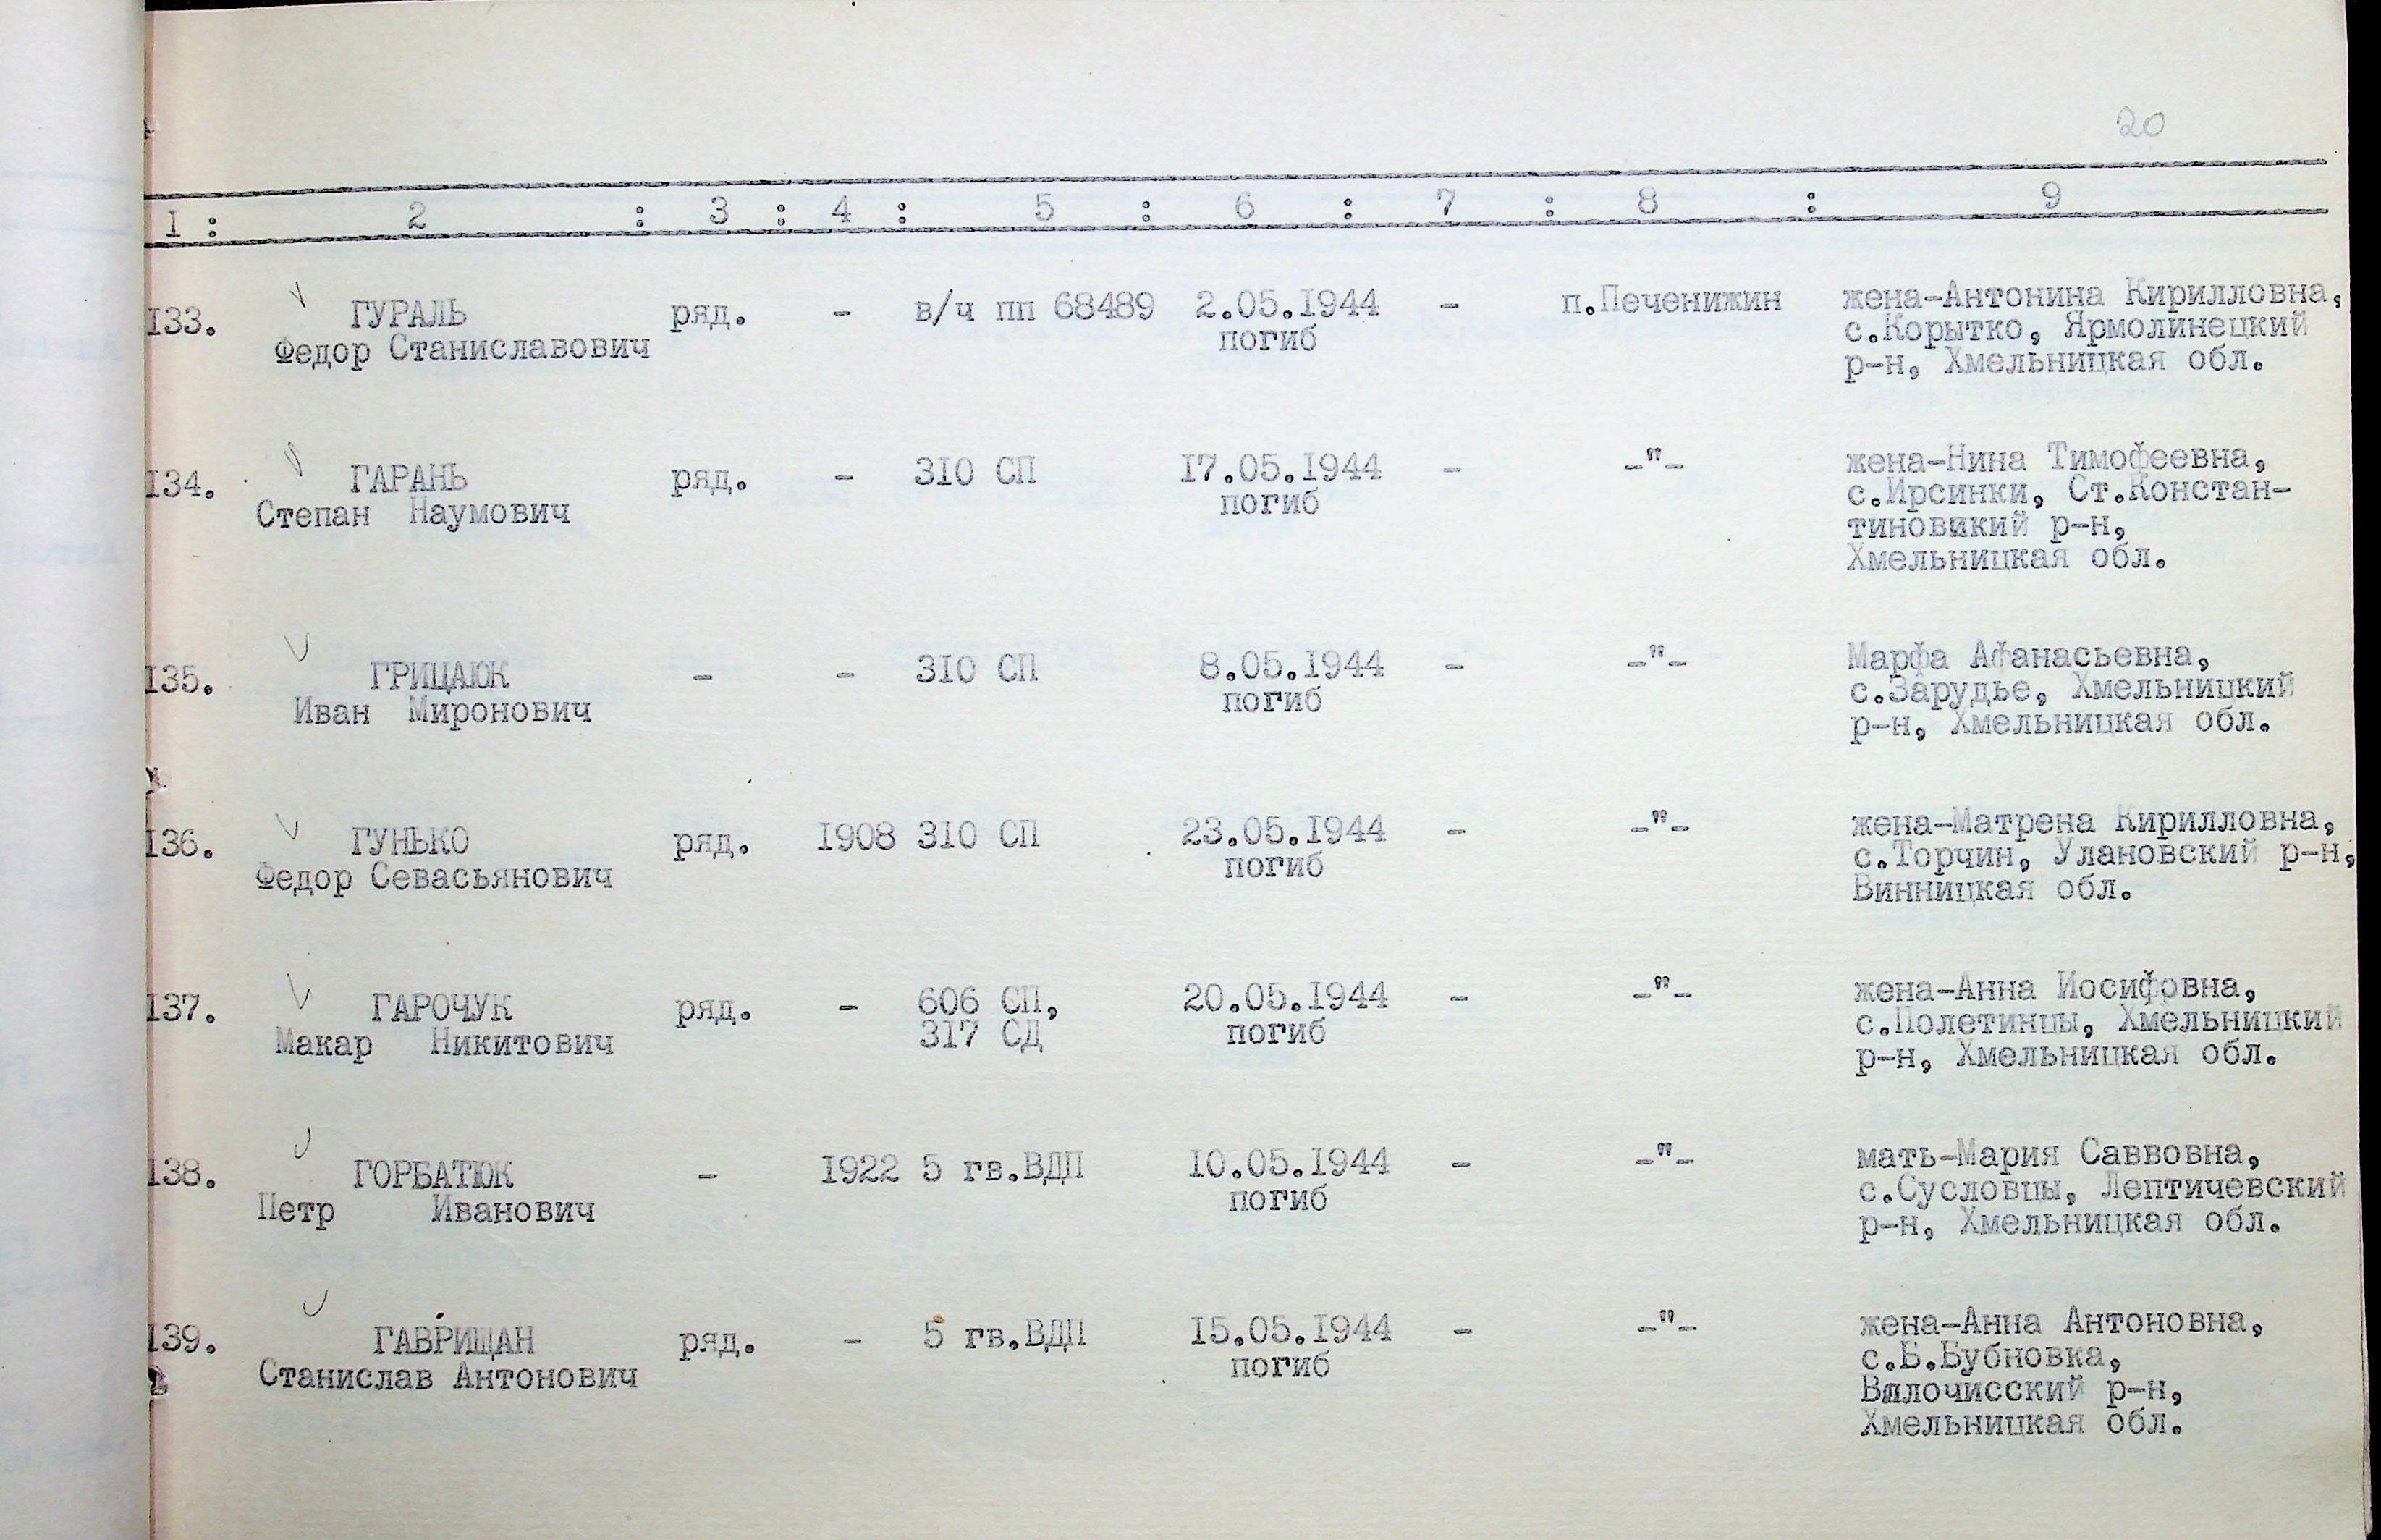 20
1 : 2 : 3 : 4 : 5 : 6 : 7 : 8 : 9
133. ГУРАЛЬ ряд. - в/ч пп 68489 2.05.1944 - п.Печенижин жена-Антонина Кирилловна,
Федор Станиславович погиб с.Корытко, Ярмолинецкий
р-н, Хмельницкая обл.
134. ГАРАНЬ ряд. - 310 СП 17.05.1944 - -"- жена-Нина Тимофеевна,
Степан Наумович погиб с.Ирсинки, Ст.Констан-
тиновикий р-н,
Хмельницкая обл.
135. ГРИЦАЮК - - 310 СП 8.05.1944 - -"- Марфа Афанасьевна,
Иван Миронович погиб с.Зарудье, Хмельницкий
р-н, Хмельницкая обл.
136. ГУНЬКО ряд. 1908 310 СП 23.05.1944 - -"- жена-Матрена Кирилловна,
Федор Севасьянович погиб с.Торчин, Улановский р-н,
Винницкая обл.
137. ГАРОЧУК ряд. - 606 СП, 20.05.1944 - -"- жена-Анна Иосифовна,
Макар Никитович 317 СД погиб с.Полетинцы, Хмельницкий
р-н, Хмельницкая обл.
138. ГОРБАТЮК - 1922 5 гв.ВДП 10.05.1944 - -"- мать-Мария Саввовна,
Петр Иванович погиб с.Сусловцы, Лептичевский
р-н, Хмельницкая обл.
139. ГАВРИЩАН ряд. - 5 гв.ВДП 15.05.1944 - -"- жена-Анна Антоновна,
Станислав Антонович погиб с.Б.Бубновка,
Волочисский р-н,
Хмельницкая обл.